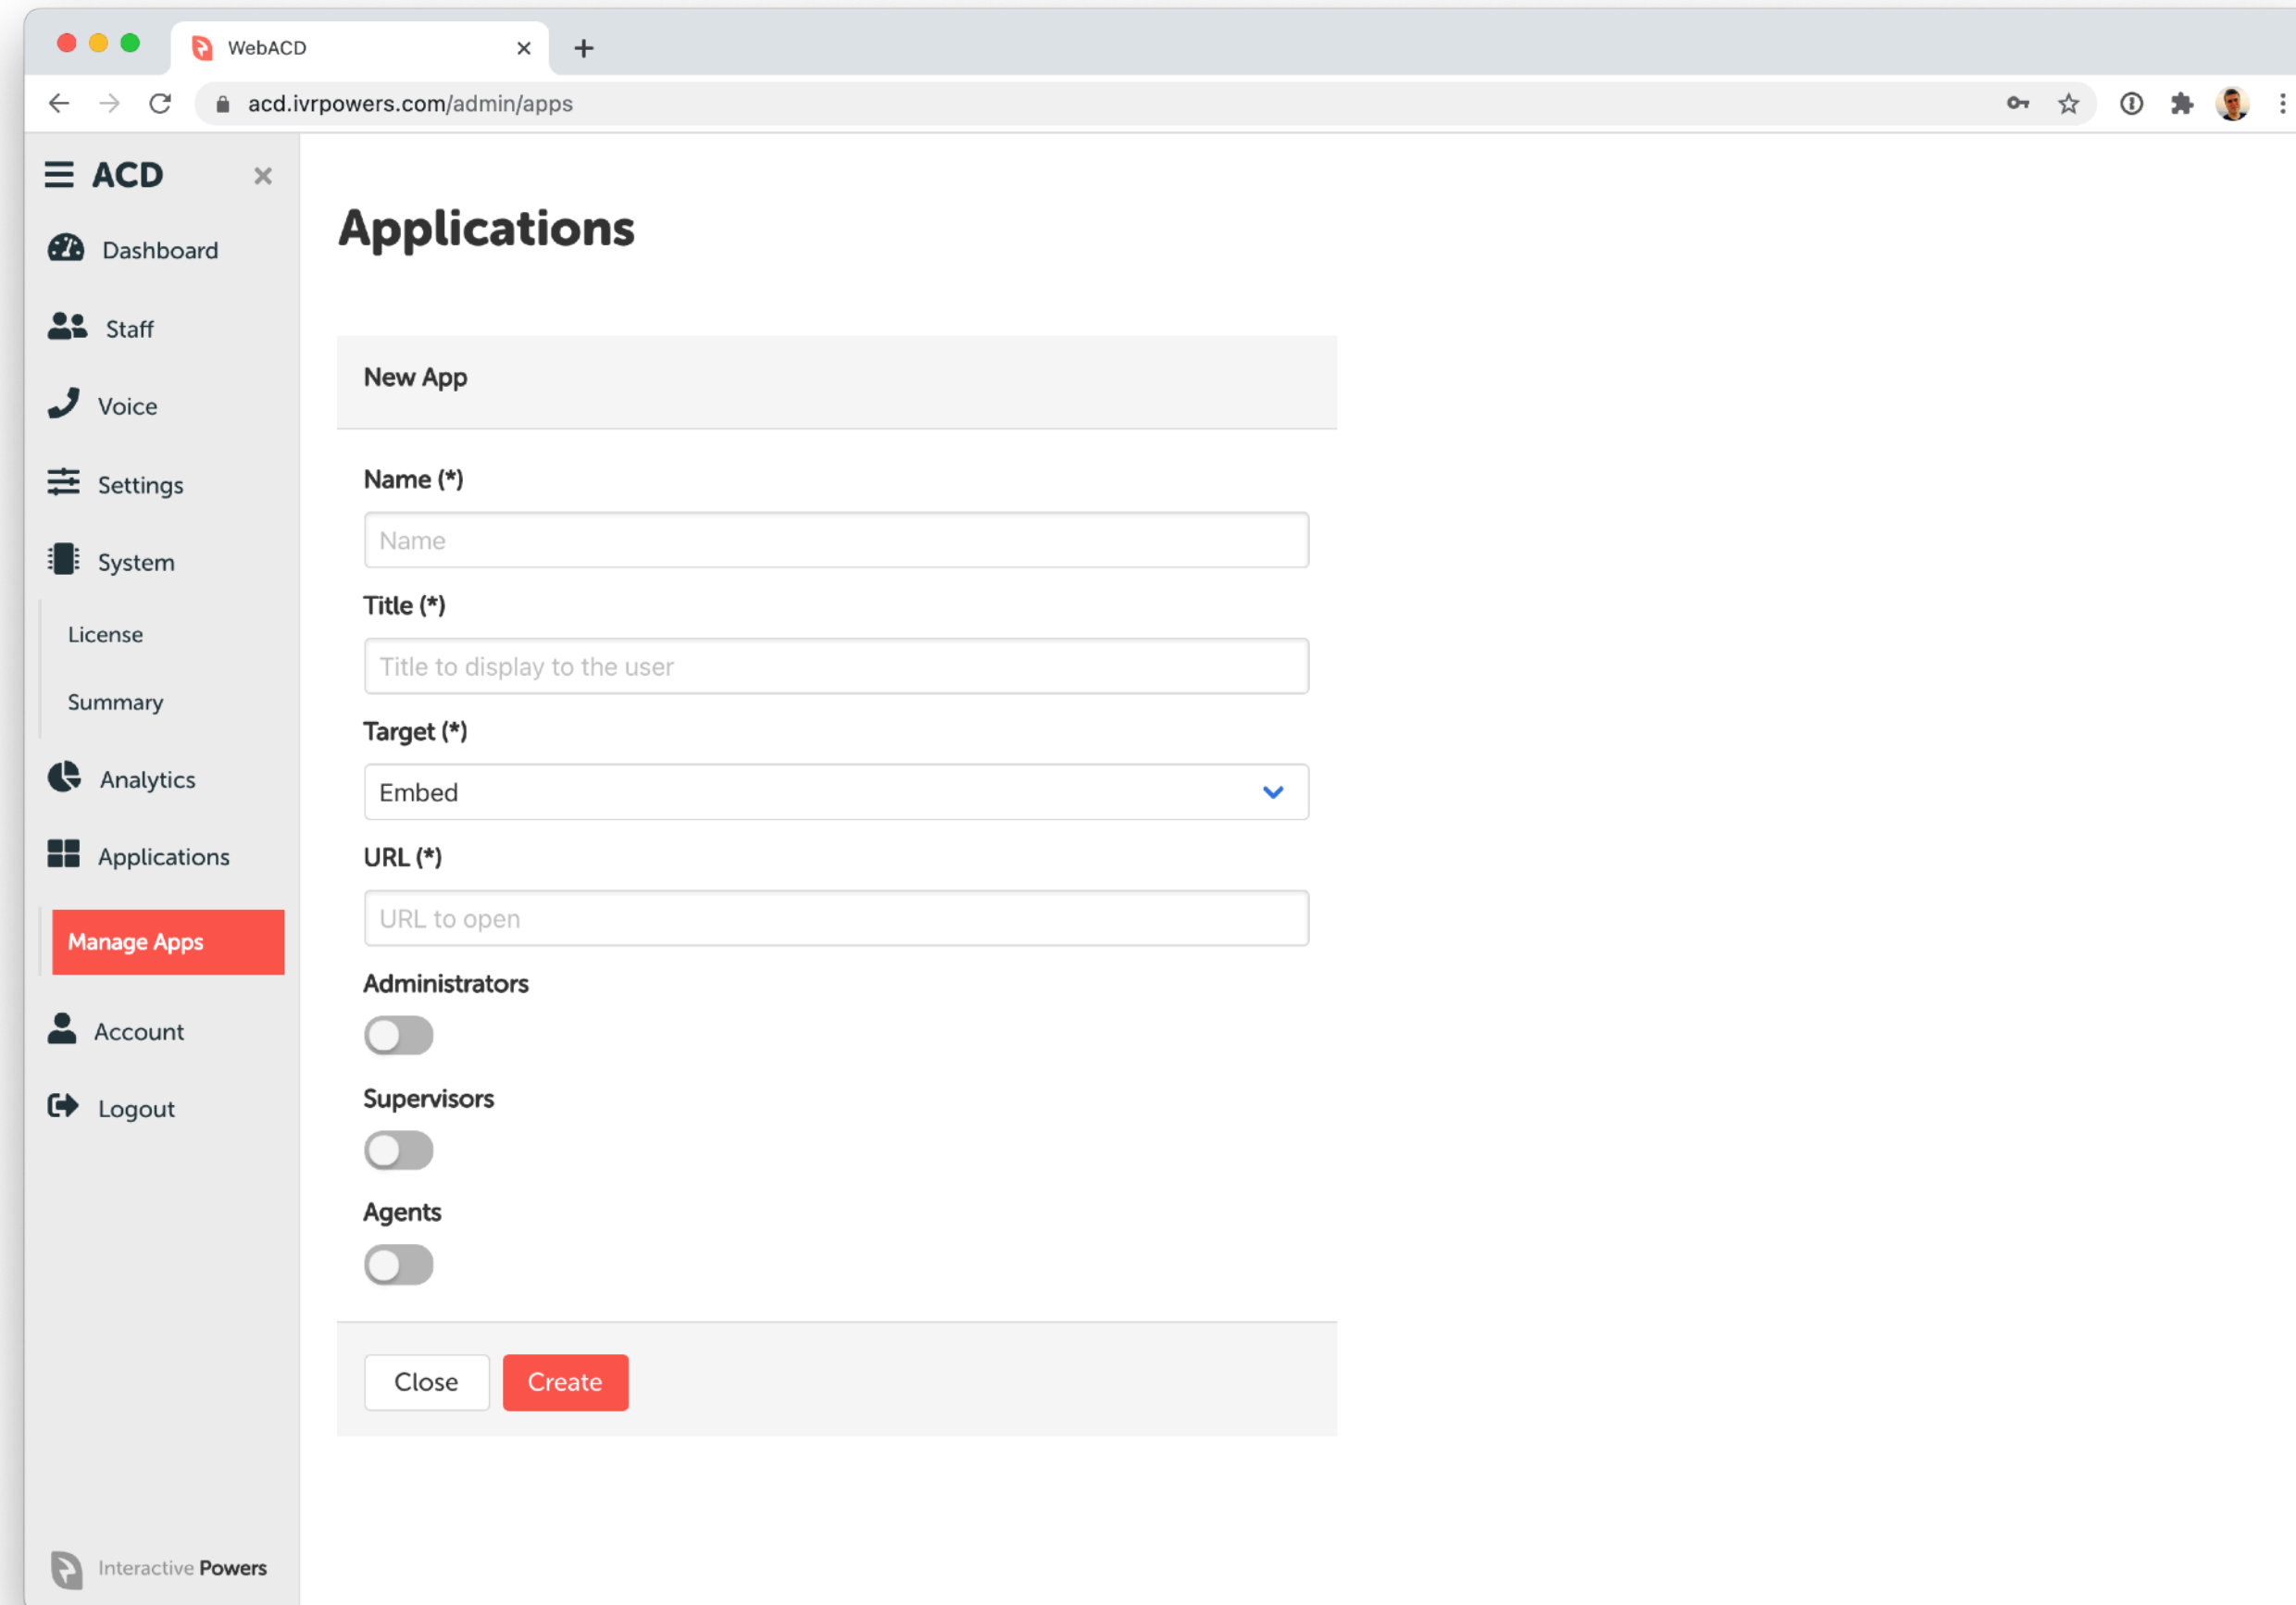 WebACD
acd.ivrpowers.com/admin/apps
ACD
Dashboard
Staff
Voice
Settings
System
License
Summary
Analytics
Applications
Manage Apps
Account
Logout
Interactive Powers
Applications
New App
Name (*)
Name
Title (*)
Title to display to the user
Target (*)
Embed
URL (*)
URL to open
Administrators
Supervisors
Agents
Close
Create